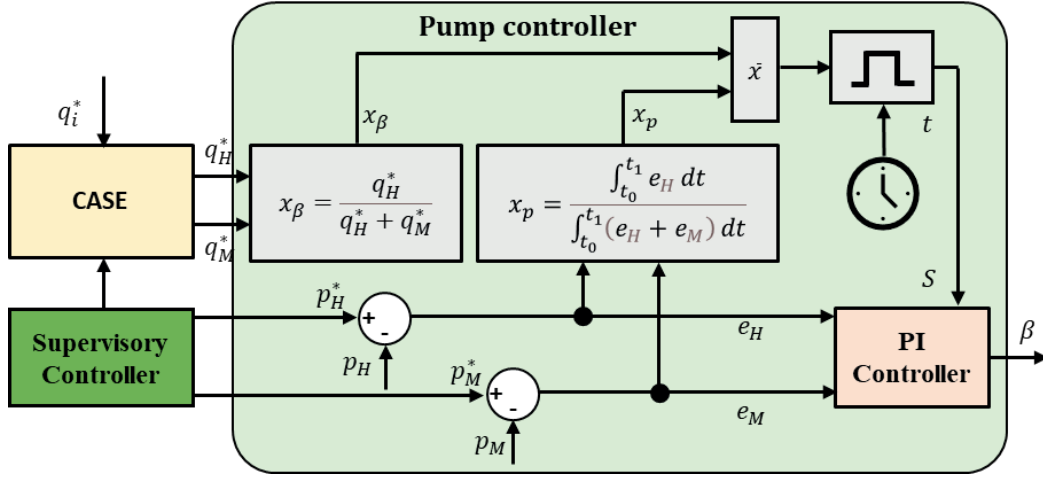 Pump controller
q_i^*
CASE
q_H^*
q_M^*
x_β
x_β = q_H^* / (q_H^* + q_M^*)
x_p
x_p = ∫_{t_0}^{t_1} e_H dt / ∫_{t_0}^{t_1} (e_H + e_M) dt
x̄
t
S
Supervisory
Controller
p_H^*
+
-
p_H
p_M^*
+
-
p_M
e_H
e_M
PI
Controller
β